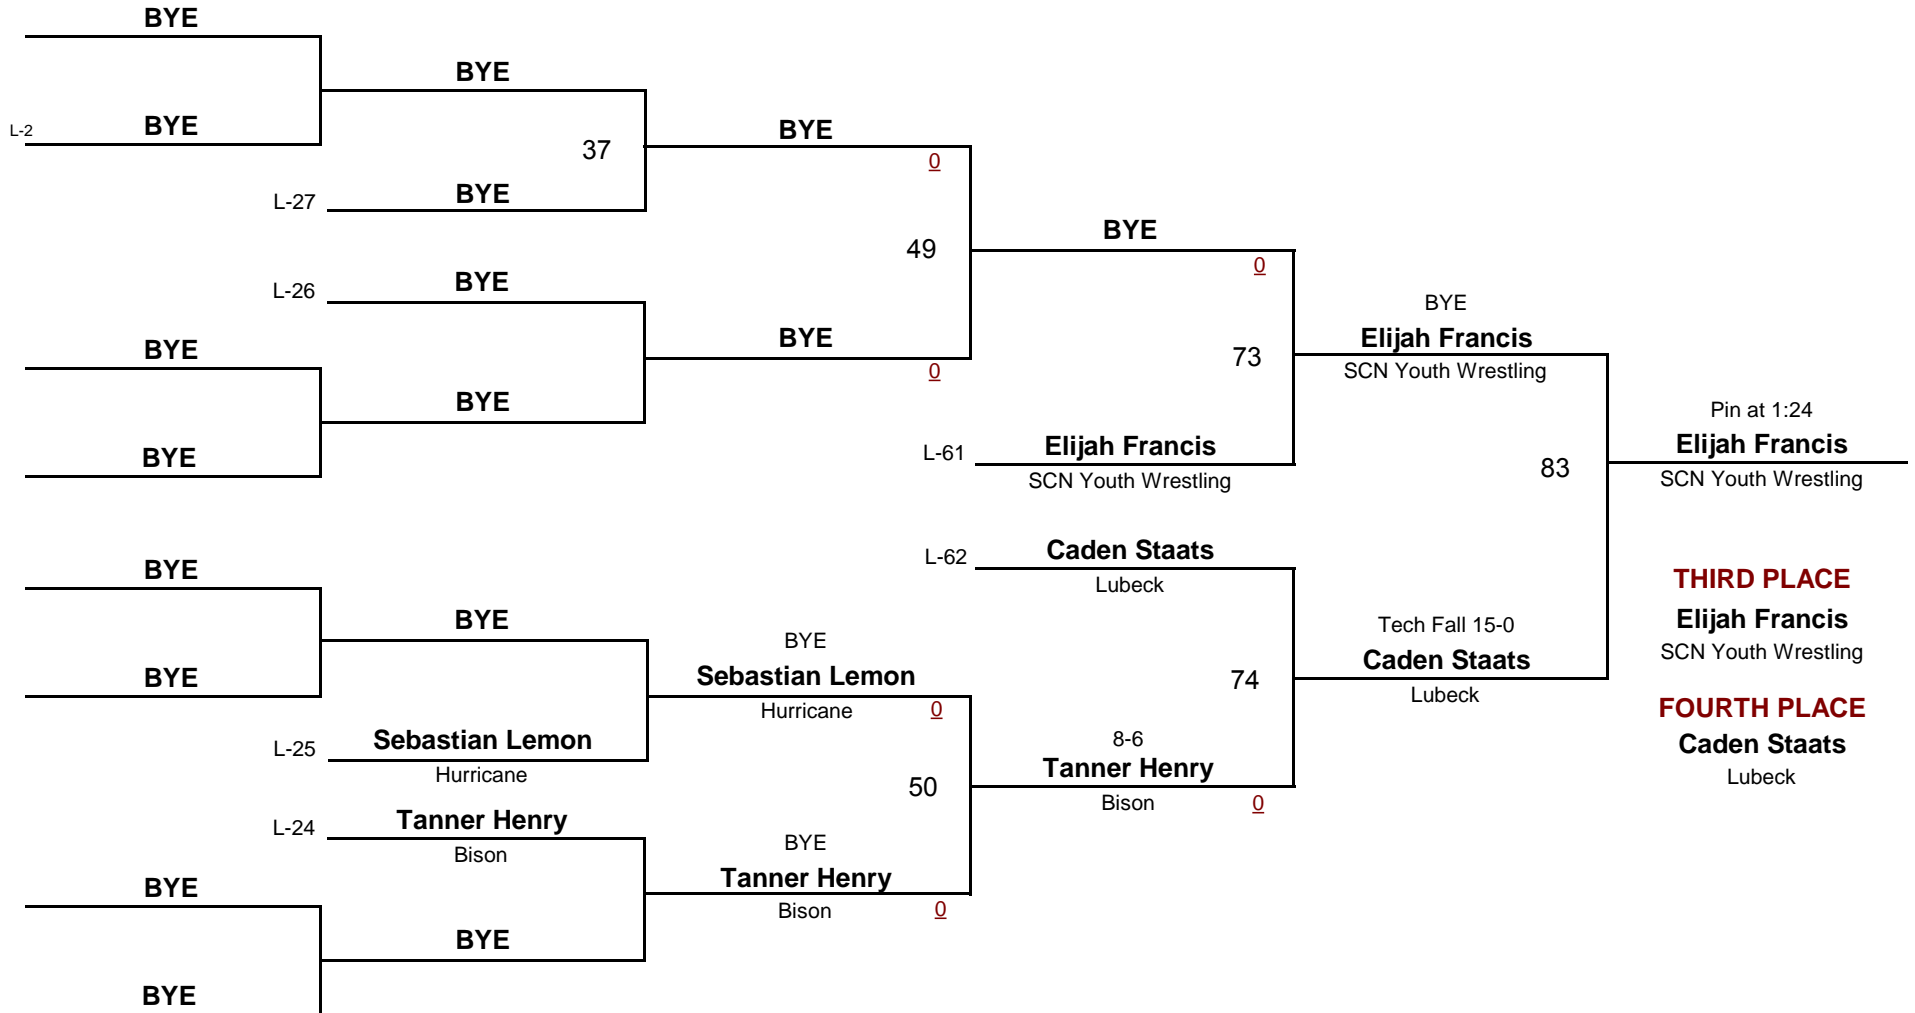 BYE
BYE
L-2
BYE
37
BYE
0
L-27
BYE
BYE
0
49
L-26
BYE
BYE
0
BYE
BYE
BYE
73
BYE
Elijah Francis
SCN Youth Wrestling
L-61
Elijah Francis
SCN Youth Wrestling
83
Pin at 1:24
Elijah Francis
SCN Youth Wrestling
L-62
Caden Staats
Lubeck
BYE
BYE
BYE
BYE
Sebastian Lemon
Hurricane
0
74
Tech Fall 15-0
Caden Staats
Lubeck
THIRD PLACE
Elijah Francis
SCN Youth Wrestling
FOURTH PLACE
Caden Staats
Lubeck
L-25
Sebastian Lemon
Hurricane
50
8-6
Tanner Henry
Bison
0
L-24
Tanner Henry
Bison
BYE
Tanner Henry
Bison
0
BYE
BYE
BYE